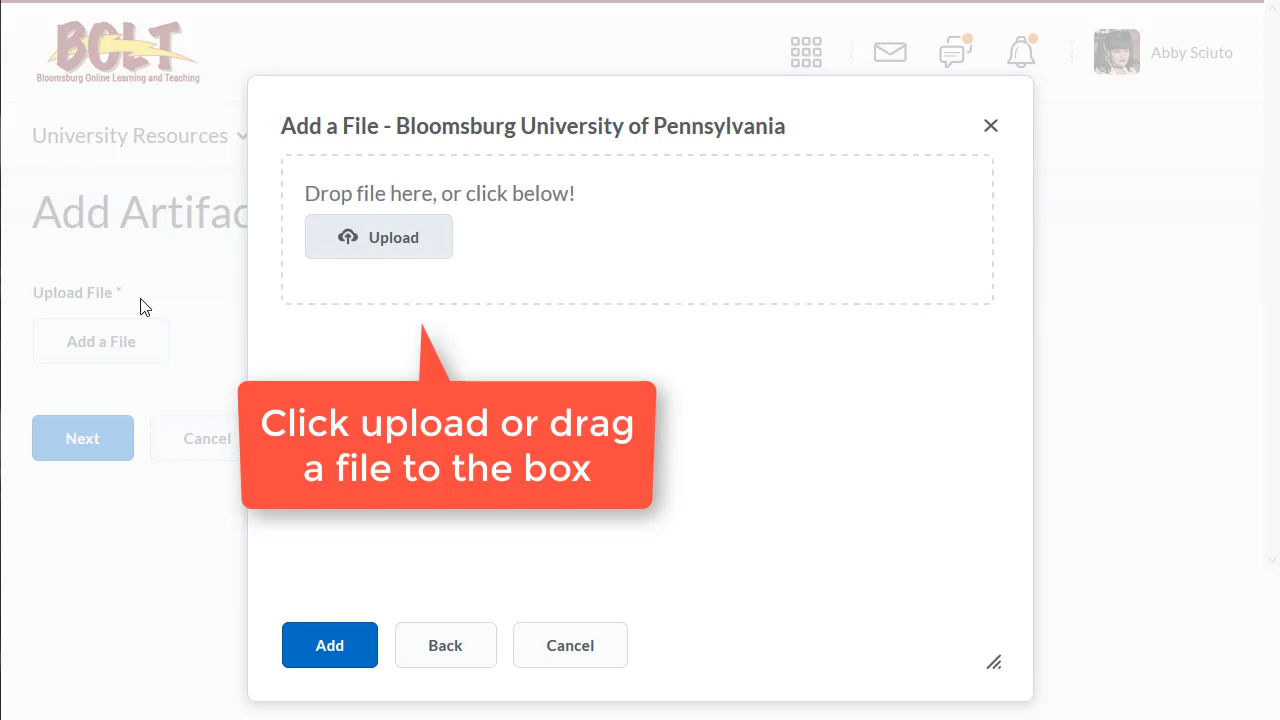 BOLT
Bloomsburg Online Learning and Teaching
Abby Sciuto
University Resources
Add a File - Bloomsburg University of Pennsylvania
Drop file here, or click below!
Upload
Add Artifac
Upload File *
Add a File
Next
Cancel
Click upload or drag
a file to the box
Add
Back
Cancel